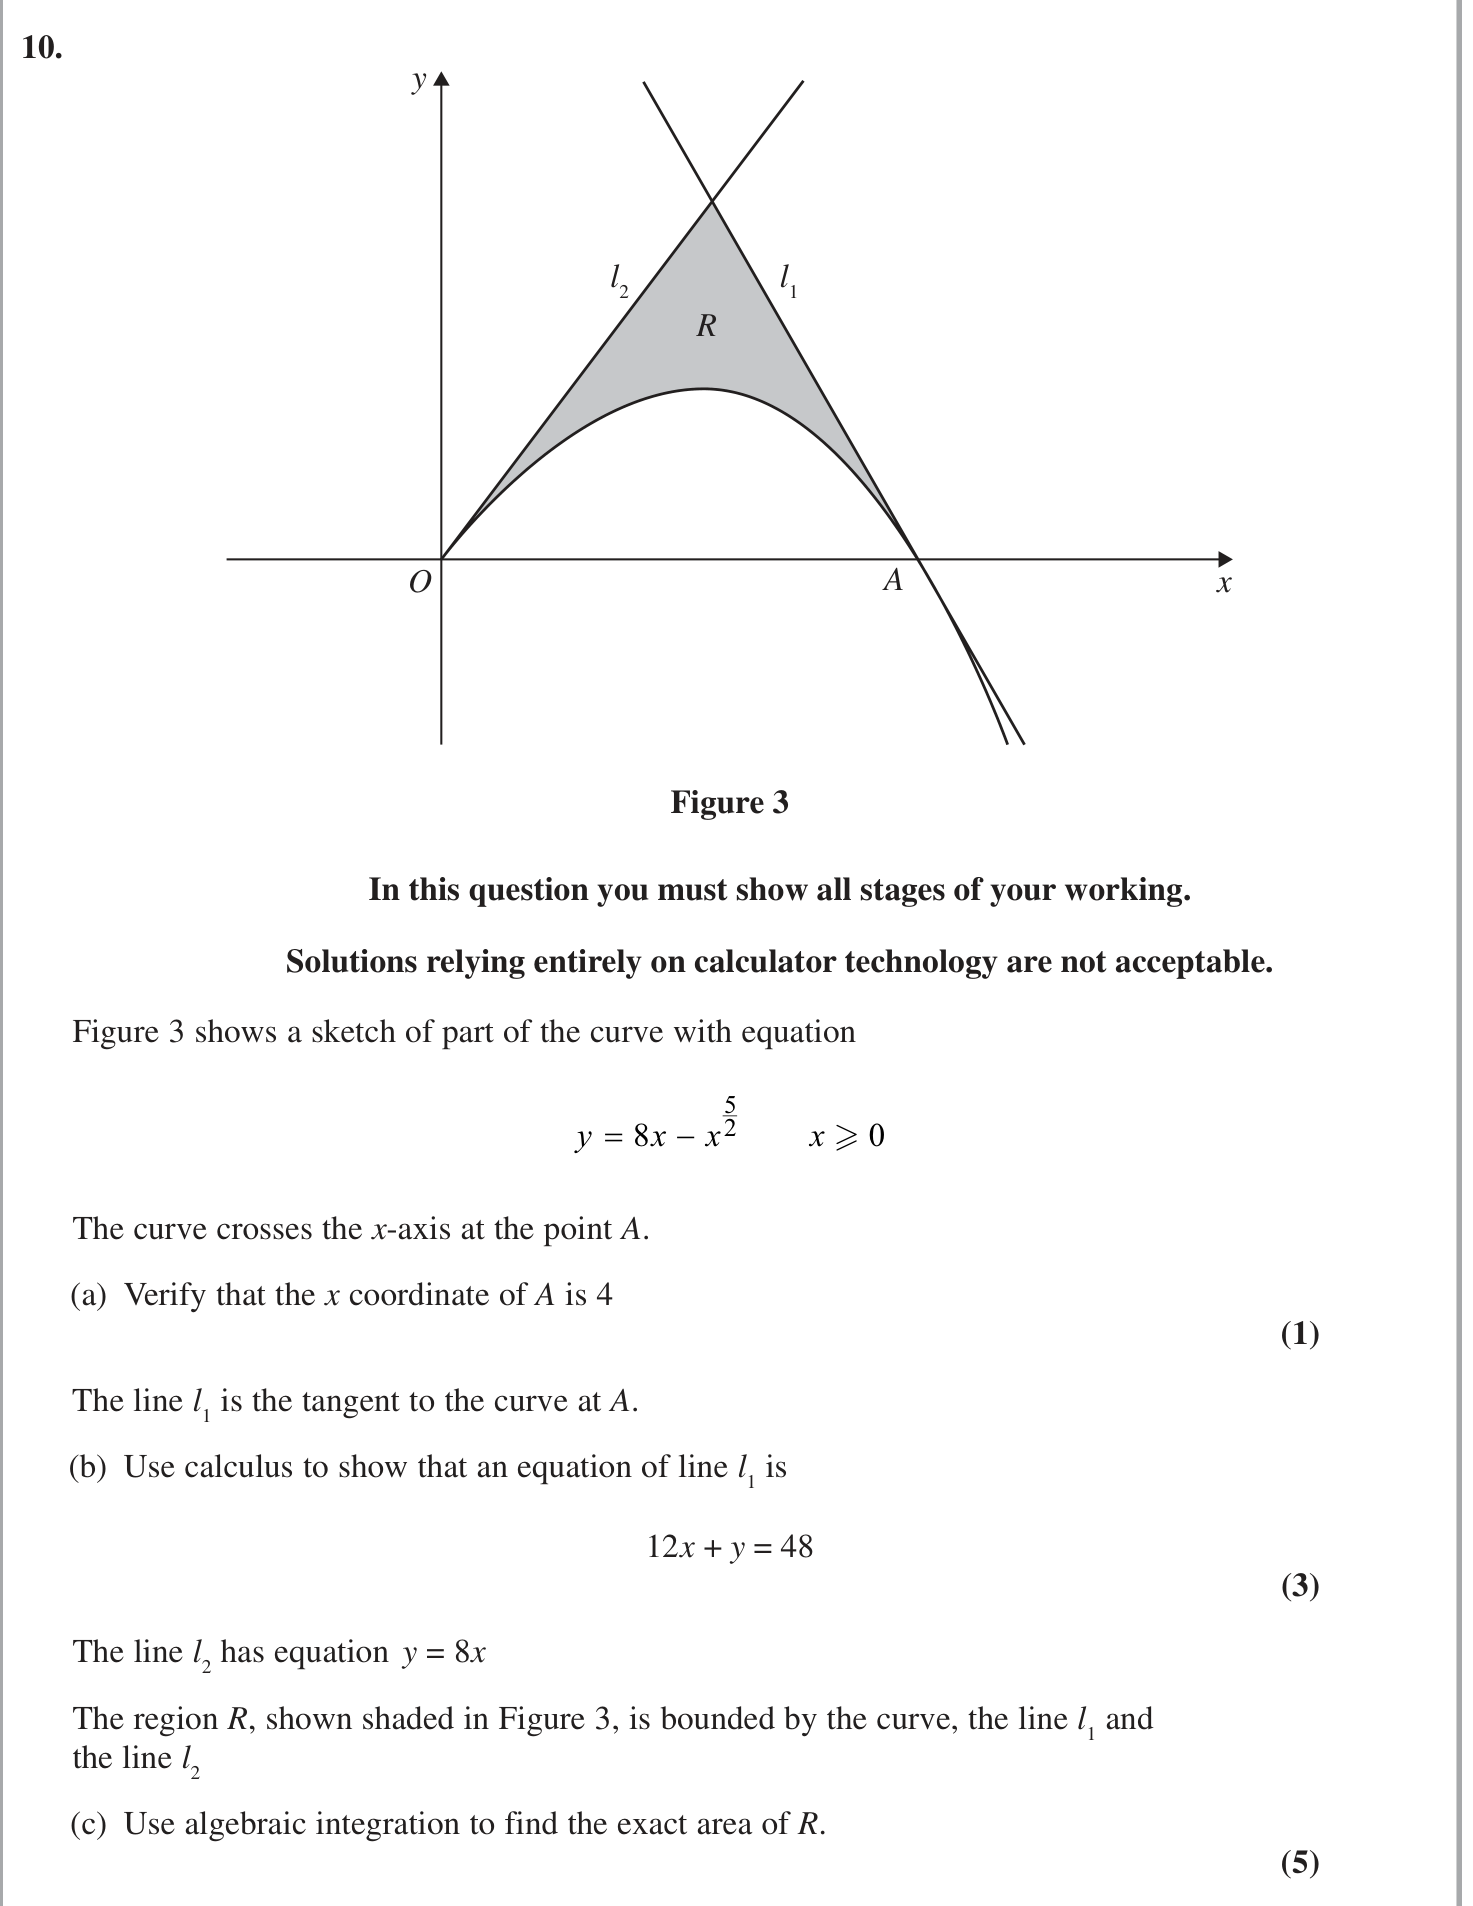 10.
y
l₂
l₁
R
O
A
x
Figure 3
In this question you must show all stages of your working.
Solutions relying entirely on calculator technology are not acceptable.
Figure 3 shows a sketch of part of the curve with equation
y = 8x − x^(5/2)    x ⩾ 0
The curve crosses the x-axis at the point A.
(a) Verify that the x coordinate of A is 4
(1)
The line l₁ is the tangent to the curve at A.
(b) Use calculus to show that an equation of line l₁ is
12x + y = 48
(3)
The line l₂ has equation y = 8x
The region R, shown shaded in Figure 3, is bounded by the curve, the line l₁ and
the line l₂
(c) Use algebraic integration to find the exact area of R.
(5)